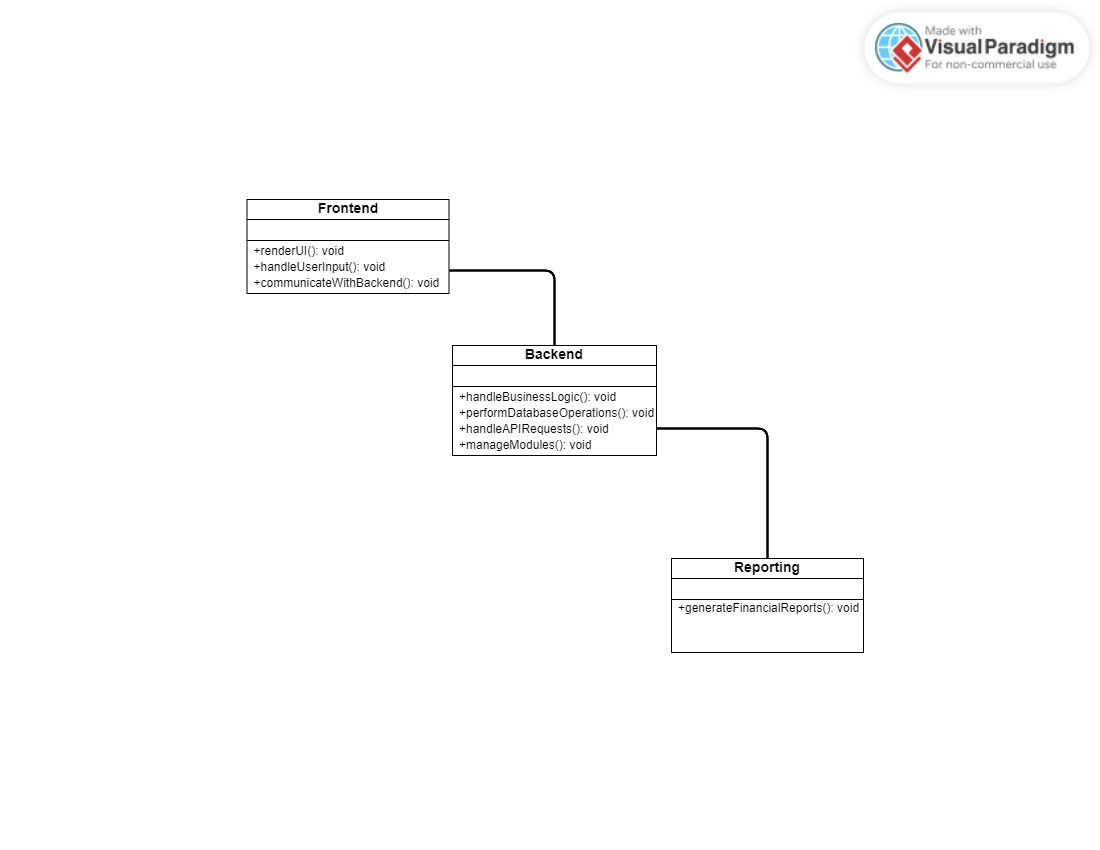 Made with
Visual Paradigm
For non-commercial use
Frontend
+renderUI(): void
+handleUserInput(): void
+communicateWithBackend(): void
Backend
+handleBusinessLogic(): void
+performDatabaseOperations(): void
+handleAPIRequests(): void
+manageModules(): void
Reporting
+generateFinancialReports(): void